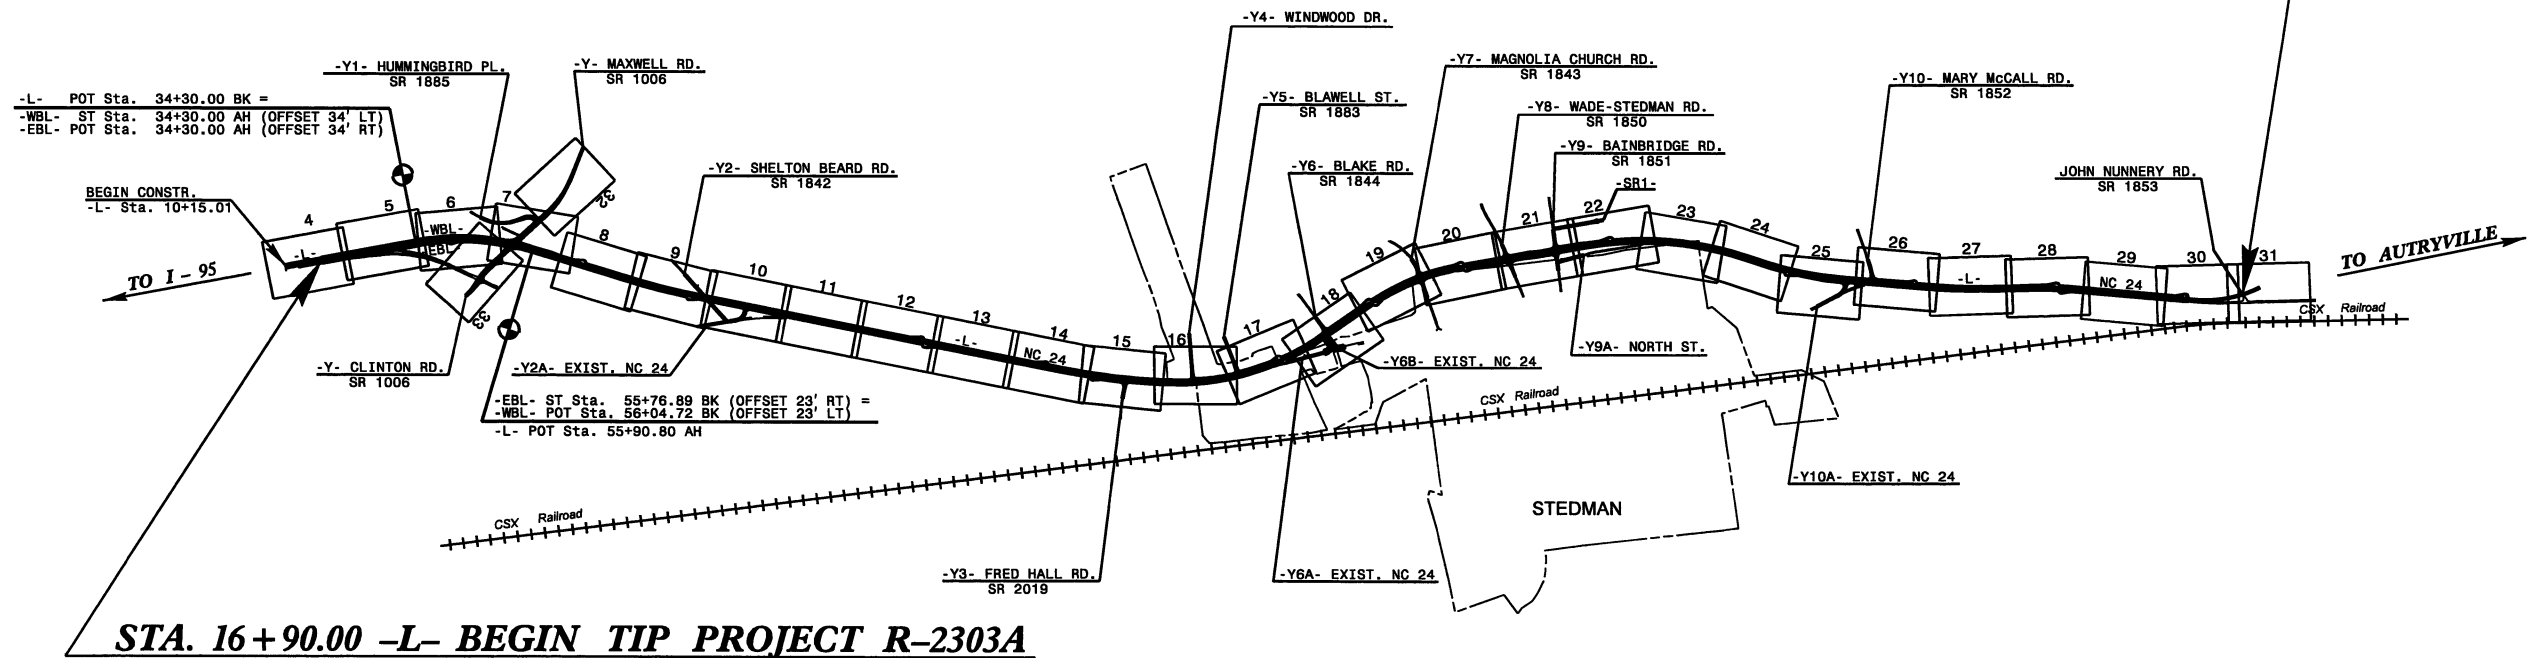 -Y4- WINDWOOD DR.
-Y1- HUMMINGBIRD PL.
SR 1885
-Y- MAXWELL RD.
SR 1006
-Y7- MAGNOLIA CHURCH RD.
SR 1843
-Y10- MARY McCALL RD.
SR 1852
-L- POT Sta. 34+30.00 BK =
-WBL- ST Sta. 34+30.00 AH (OFFSET 34' LT)
-EBL- POT Sta. 34+30.00 AH (OFFSET 34' RT)
-Y5- BLAWELL ST.
SR 1883
-Y8- WADE-STEDMAN RD.
SR 1850
-Y9- BAINBRIDGE RD.
SR 1851
-Y2- SHELTON BEARD RD.
SR 1842
-Y6- BLAKE RD.
SR 1844
-SR1-
JOHN NUNNERY RD.
SR 1853
BEGIN CONSTR.
-L- Sta. 10+15.01
TO I-95
4
5
6
7
32
33
8
9
10
11
12
13
14
15
16
17
18
19
20
21
22
23
24
25
26
27
28
29
30
31
-L-
-WBL-
-EBL-
-L-
NC 24
-L-
NC 24
TO AUTRYVILLE
CSX Railroad
-Y- CLINTON RD.
SR 1006
-Y2A- EXIST. NC 24
-Y6B- EXIST. NC 24
-Y9A- NORTH ST.
-EBL- ST Sta. 55+76.89 BK (OFFSET 23' RT) =
-WBL- POT Sta. 56+04.72 BK (OFFSET 23' LT)
-L- POT Sta. 55+90.80 AH
CSX Railroad
-Y10A- EXIST. NC 24
STEDMAN
CSX Railroad
-Y3- FRED HALL RD.
SR 2019
-Y6A- EXIST. NC 24
STA. 16+90.00 -L- BEGIN TIP PROJECT R-2303A